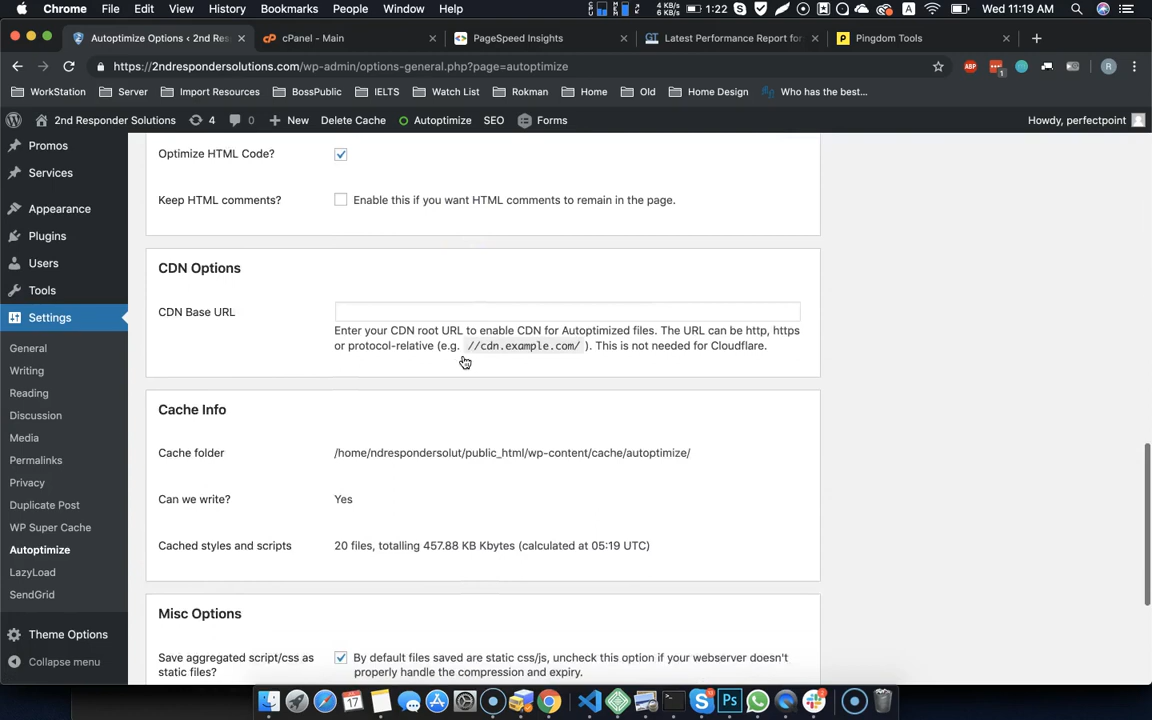 Chrome File Edit View History Bookmarks People Window Help
4 KB/s
4 KB/s
1:22 Wed 11:19 AM
Autoptimize Options ‹ 2nd Res cPanel - Main PageSpeed Insights Latest Performance Report for Pingdom Tools
https://2ndrespondersolutions.com/wp-admin/options-general.php?page=autoptimize
ABP 1 R
WorkStation Server Import Resources BossPublic IELTS Watch List Rokman Home Old Home Design Who has the best...
2nd Responder Solutions 4 0 New Delete Cache Autoptimize SEO Forms Howdy, perfectpoint
Promos
Services
Appearance
Plugins
Users
Tools
Settings
General
Writing
Reading
Discussion
Media
Permalinks
Privacy
Duplicate Post
WP Super Cache
Autoptimize
LazyLoad
SendGrid
Theme Options
Collapse menu
Optimize HTML Code?
Keep HTML comments? Enable this if you want HTML comments to remain in the page.
CDN Options
CDN Base URL
Enter your CDN root URL to enable CDN for Autoptimized files. The URL can be http, https
or protocol-relative (e.g. //cdn.example.com/ ). This is not needed for Cloudflare.
Cache Info
Cache folder /home/ndrespondersolut/public_html/wp-content/cache/autoptimize/
Can we write? Yes
Cached styles and scripts 20 files, totalling 457.88 KB Kbytes (calculated at 05:19 UTC)
Misc Options
Save aggregated script/css as By default files saved are static css/js, uncheck this option if your webserver doesn't
static files? properly handle the compression and expiry.